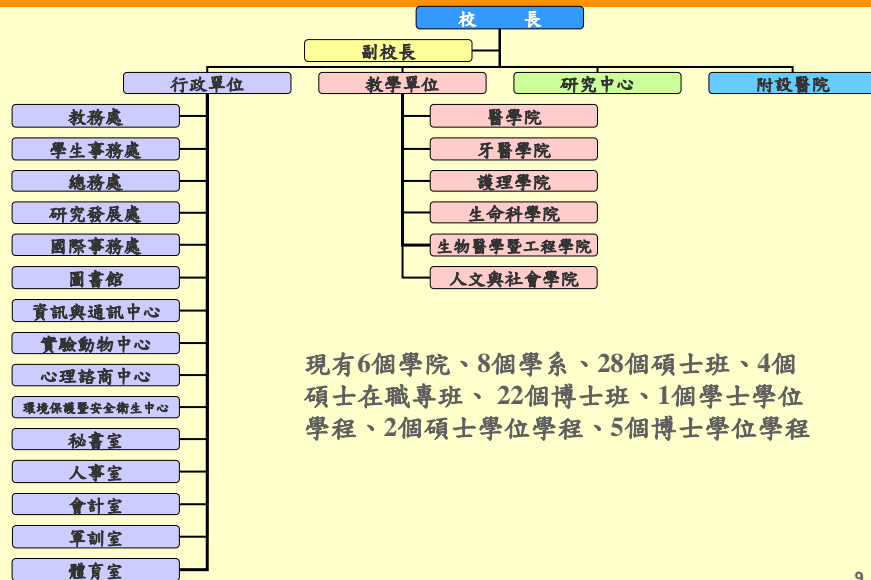 校 長
副校長
行政單位
教學單位
研究中心
附設醫院
教務處
學生事務處
總務處
研究發展處
國際事務處
圖書館
資訊與通訊中心
實驗動物中心
心理諮商中心
環境保護暨安全衛生中心
秘書室
人事室
會計室
軍訓室
體育室
醫學院
牙醫學院
護理學院
生命科學院
生物醫學暨工程學院
人文與社會學院
現有6個學院、8個學系、28個碩士班、4個
碩士在職專班、 22個博士班、1個學士學位
學程、2個碩士學位學程、5個博士學位學程
9